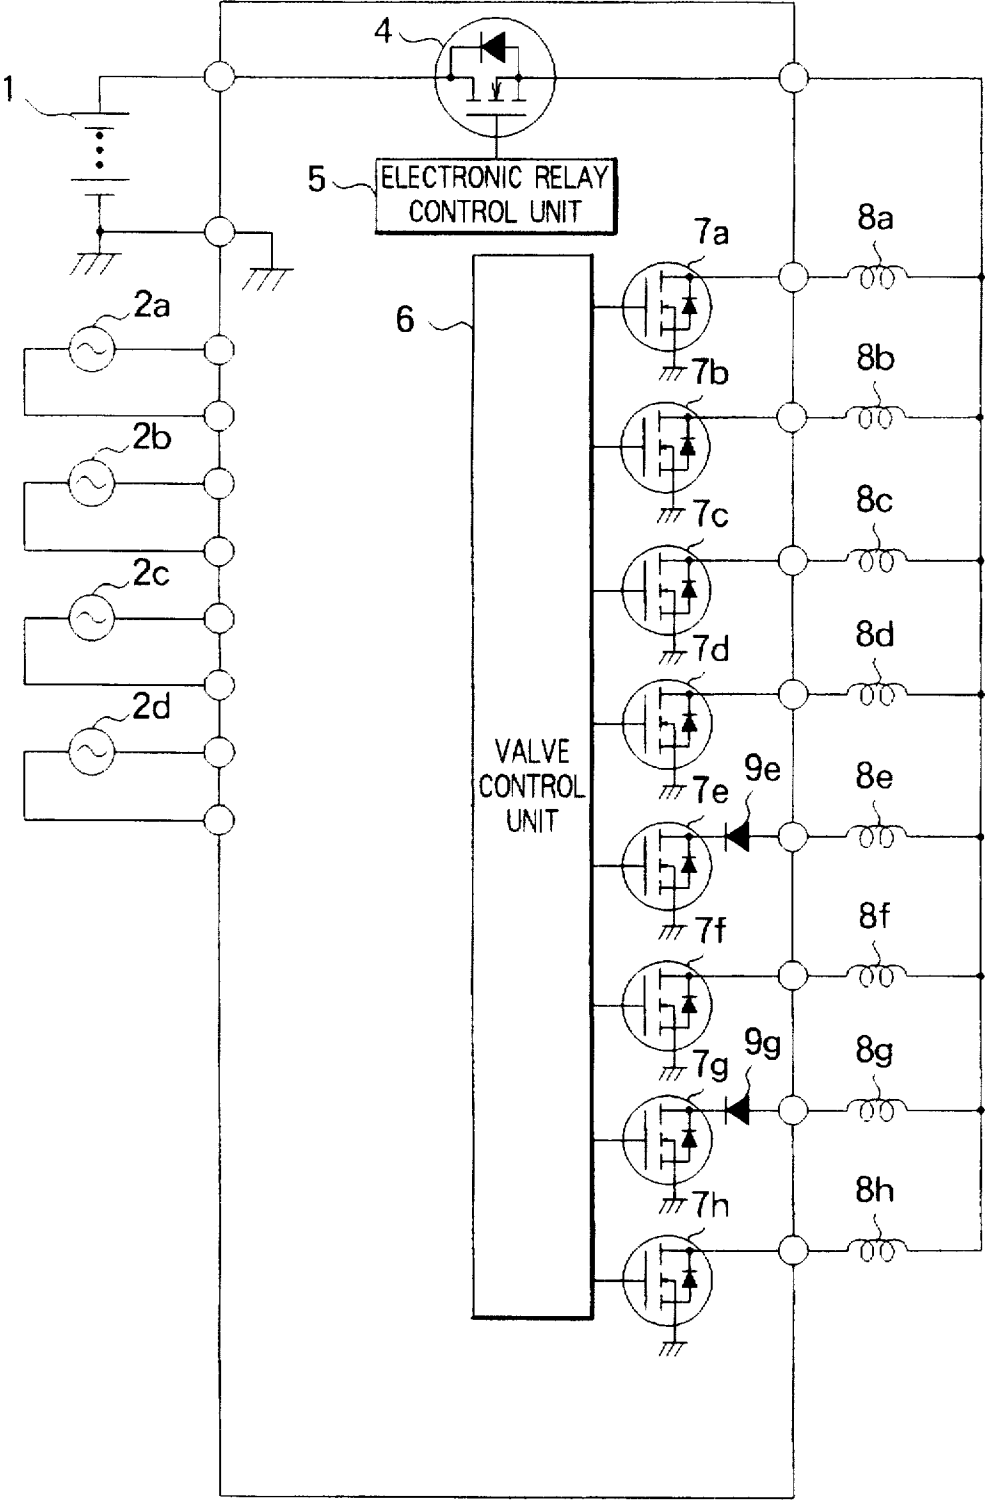 4
1
5
ELECTRONIC RELAY
CONTROL UNIT
7a
8a
2a
6
7b
8b
2b
7c
8c
2c
7d
8d
2d
VALVE
CONTROL
UNIT
7e
9e
8e
7f
8f
7g
9g
8g
7h
8h